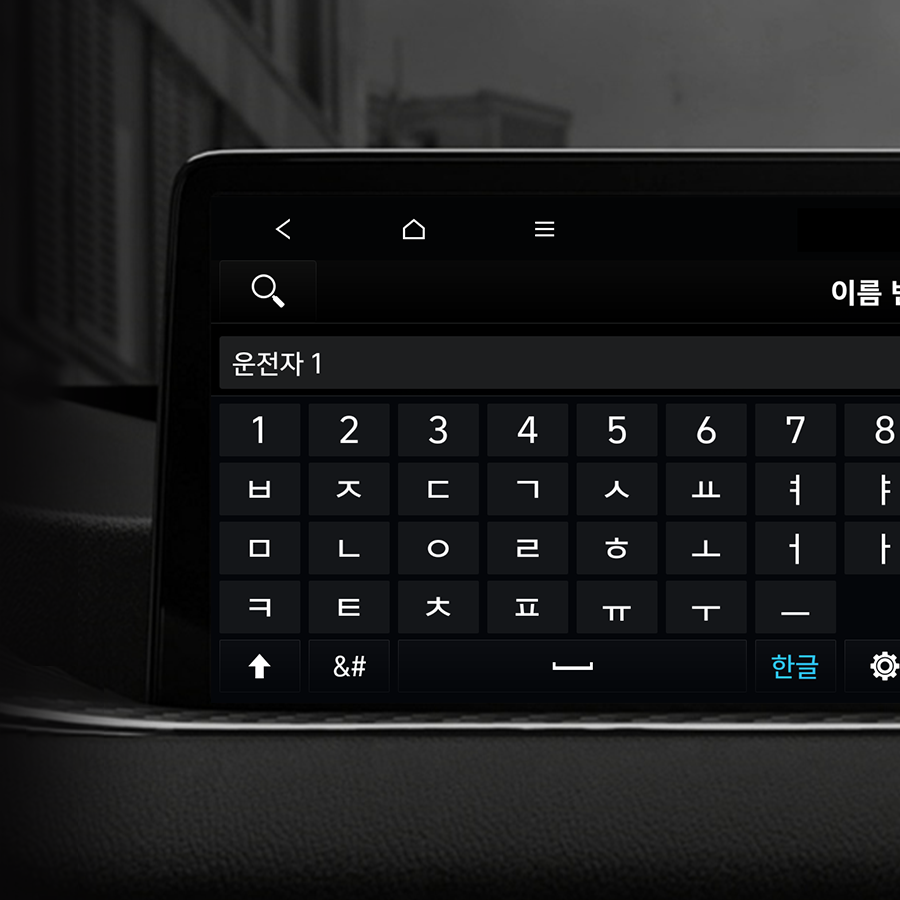 이름
운전자 1
1 2 3 4 5 6 7 8
ㅂ ㅈ ㄷ ㄱ ㅅ ㅛ ㅕ ㅑ
ㅁ ㄴ ㅇ ㄹ ㅎ ㅗ ㅓ ㅏ
ㅋ ㅌ ㅊ ㅍ ㅠ ㅜ ㅡ
&# 한글